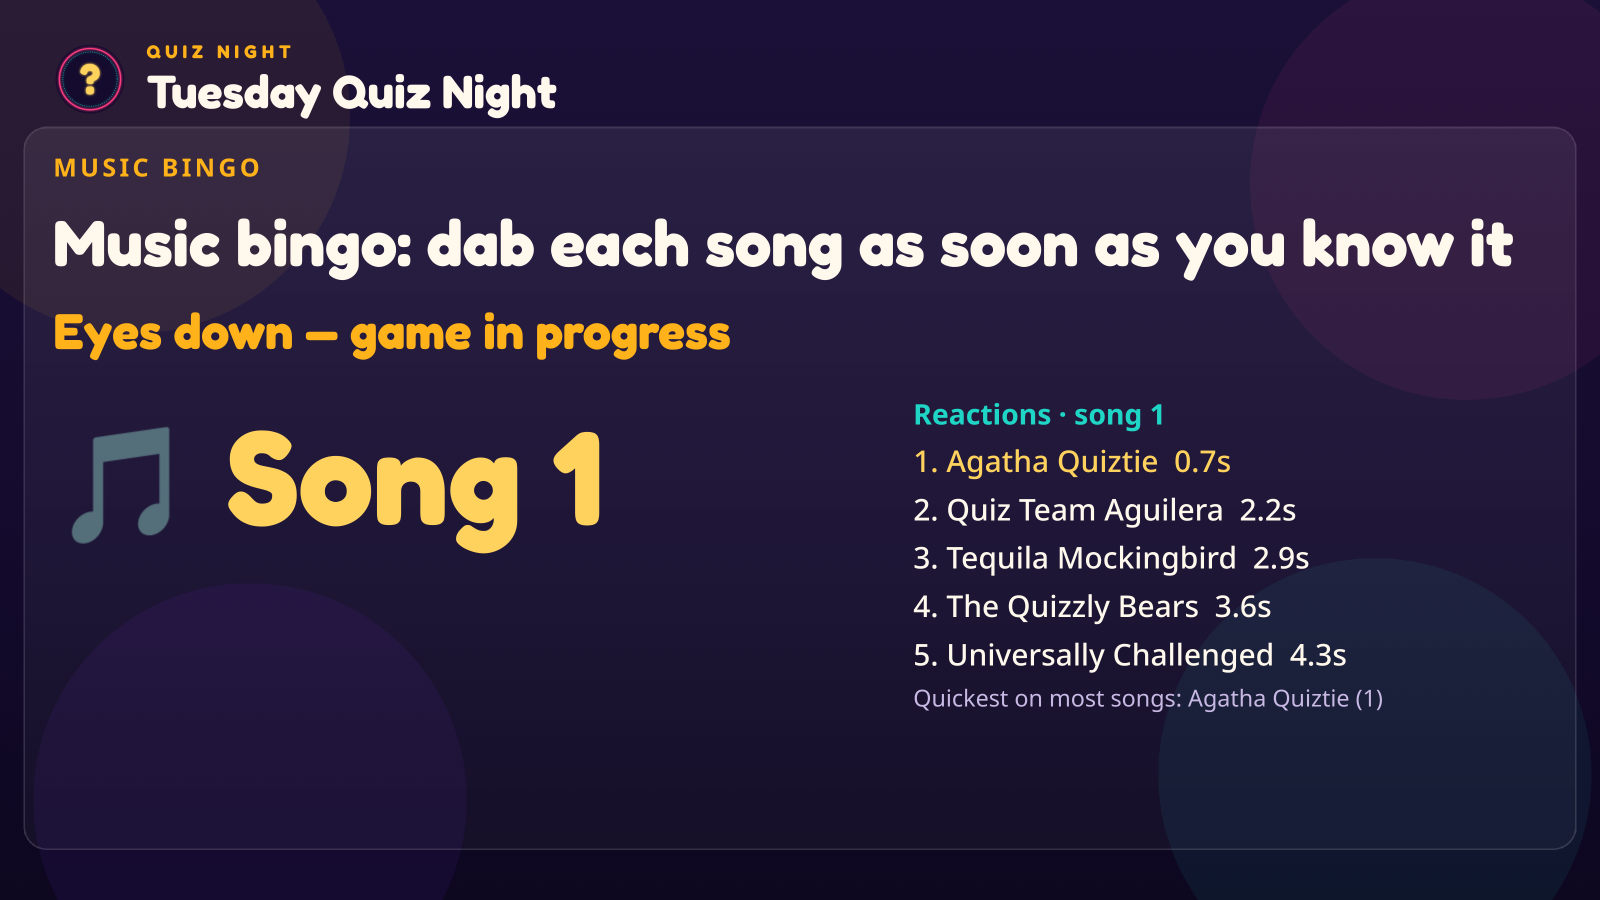 ?
QUIZ NIGHT
Tuesday Quiz Night
MUSIC BINGO
Music bingo: dab each song as soon as you know it
Eyes down — game in progress
Song 1
Reactions · song 1
1. Agatha Quiztie 0.7s
2. Quiz Team Aguilera 2.2s
3. Tequila Mockingbird 2.9s
4. The Quizzly Bears 3.6s
5. Universally Challenged 4.3s
Quickest on most songs: Agatha Quiztie (1)